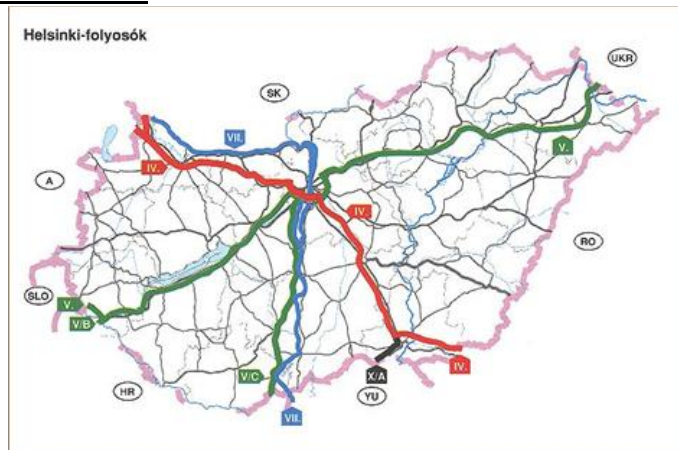 Helsinki-folyosók
UKR
SK
VII.
V.
IV.
A
IV.
RO
SLO
V.
V/B
V/C
X/A
IV.
HR
YU
VII.